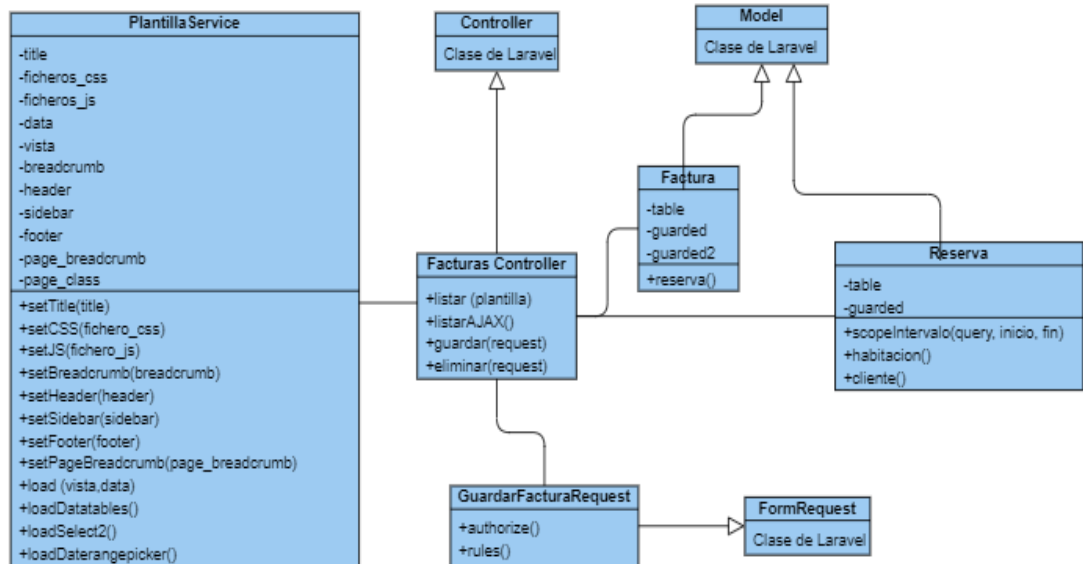 PlantillaService
-title
-ficheros_css
-ficheros_js
-data
-vista
-breadcrumb
-header
-sidebar
-footer
-page_breadcrumb
-page_class
+setTitle(title)
+setCSS(fichero_css)
+setJS(fichero_js)
+setBreadcrumb(breadcrumb)
+setHeader(header)
+setSidebar(sidebar)
+setFooter(footer)
+setPageBreadcrumb(page_breadcrumb)
+load (vista,data)
+loadDatatables()
+loadSelect2()
+loadDaterangepicker()
Controller
Clase de Laravel
Model
Clase de Laravel
Factura
-table
-guarded
-guarded2
+reserva()
Facturas Controller
+listar (plantilla)
+listarAJAX()
+guardar(request)
+eliminar(request)
Reserva
-table
-guarded
+scopeIntervalo(query, inicio, fin)
+habitacion()
+cliente()
GuardarFacturaRequest
+authorize()
+rules()
FormRequest
Clase de Laravel